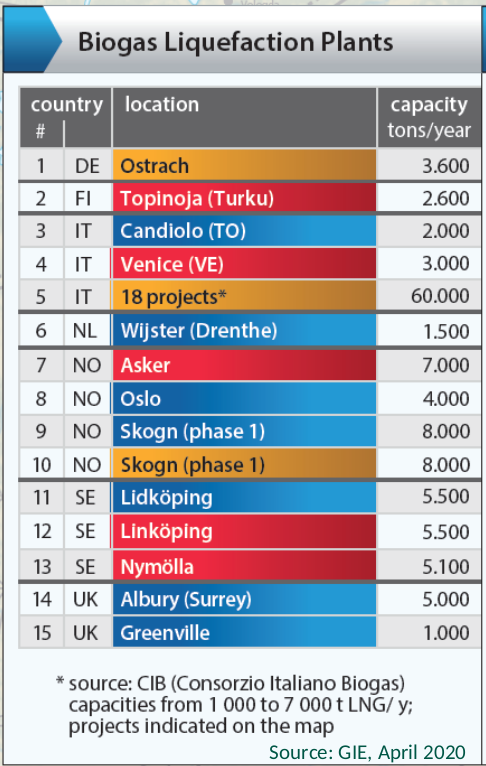 Biogas Liquefaction Plants
country location capacity
# tons/year
1 DE Ostrach 3.600
2 FI Topinoja (Turku) 2.600
3 IT Candiolo (TO) 2.000
4 IT Venice (VE) 3.000
5 IT 18 projects* 60.000
6 NL Wijster (Drenthe) 1.500
7 NO Asker 7.000
8 NO Oslo 4.000
9 NO Skogn (phase 1) 8.000
10 NO Skogn (phase 1) 8.000
11 SE Lidköping 5.500
12 SE Linköping 5.500
13 SE Nymölla 5.100
14 UK Albury (Surrey) 5.000
15 UK Greenville 1.000
* source: CIB (Consorzio Italiano Biogas)
capacities from 1 000 to 7 000 t LNG/ y;
projects indicated on the map
Source: GIE, April 2020